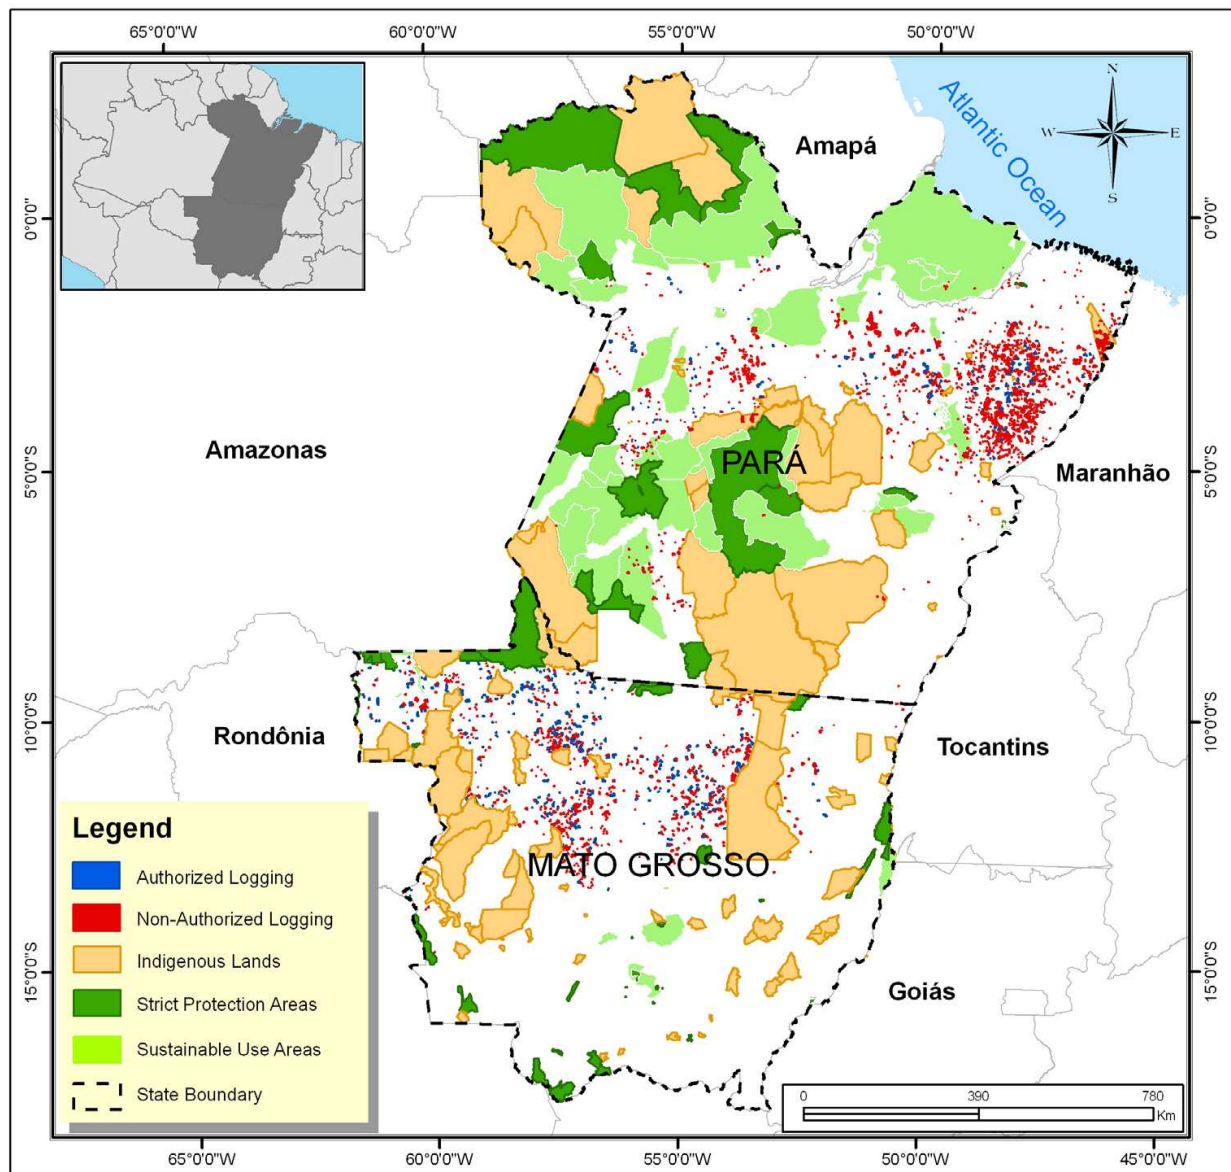 65°0'0"W 60°0'0"W 55°0'0"W 50°0'0"W
N
W E
S
Atlantic Ocean
Amapá
0°0'0" 0°0'0"
Amazonas
PARÁ
Maranhão
5°0'0"S 5°0'0"S
Rondônia
Tocantins
10°0'0"S 10°0'0"S
MATO GROSSO
Goiás
15°0'0"S 15°0'0"S
Legend
Authorized Logging
Non-Authorized Logging
Indigenous Lands
Strict Protection Areas
Sustainable Use Areas
State Boundary
0 390 780
Km
65°0'0"W 60°0'0"W 55°0'0"W 50°0'0"W 45°0'0"W